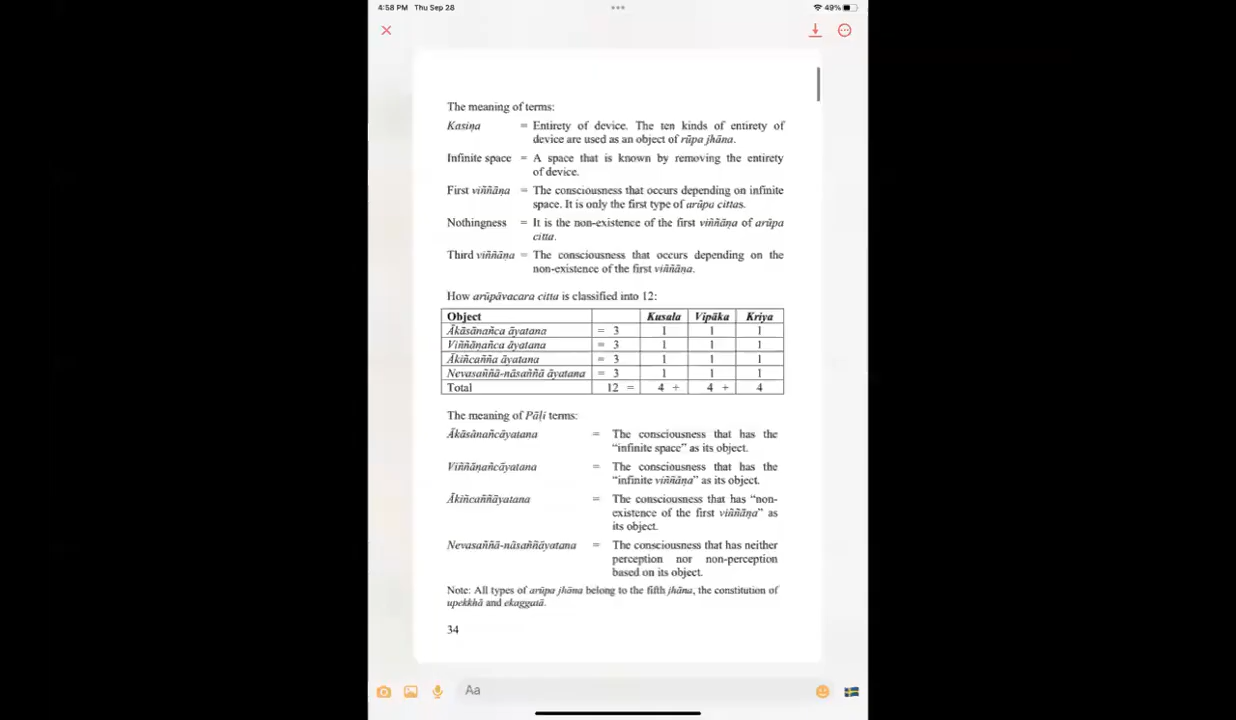 4:58 PM Thu Sep 28
49%
The meaning of terms:
Kasiṇa = Entirety of device. The ten kinds of entirety of
device are used as an object of rūpa jhāna.
Infinite space = A space that is known by removing the entirety
of device.
First viññāṇa = The consciousness that occurs depending on infinite
space. It is only the first type of arūpa cittas.
Nothingness = It is the non-existence of the first viññāṇa of arūpa
citta.
Third viññāṇa = The consciousness that occurs depending on the
non-existence of the first viññāṇa.
How arūpāvacara citta is classified into 12:
Object Kusala Vipāka Kriya
Ākāsānañca āyatana = 3 1 1 1
Viññāṇañca āyatana = 3 1 1 1
Ākiñcañña āyatana = 3 1 1 1
Nevasaññā-nāsaññā āyatana = 3 1 1 1
Total 12 = 4 + 4 + 4
The meaning of Pāḷi terms:
Ākāsānañcāyatana = The consciousness that has the
“infinite space” as its object.
Viññāṇañcāyatana = The consciousness that has the
“infinite viññāṇa” as its object.
Ākiñcaññāyatana = The consciousness that has “non-
existence of the first viññāṇa” as
its object.
Nevasaññā-nāsaññāyatana = The consciousness that has neither
perception nor non-perception
based on its object.
Note: All types of arūpa jhāna belong to the fifth jhāna, the constitution of
upekkhā and ekaggatā.
34
Aa